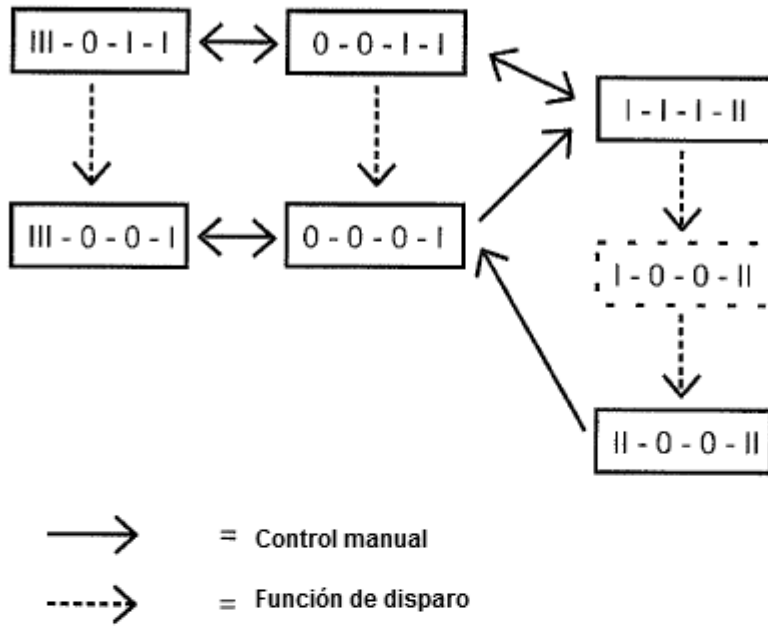 III - 0 - I - I
0 - 0 - I - I
I - I - I - II
III - 0 - 0 - I
0 - 0 - 0 - I
I - 0 - 0 - II
II - 0 - 0 - II
= Control manual
= Función de disparo